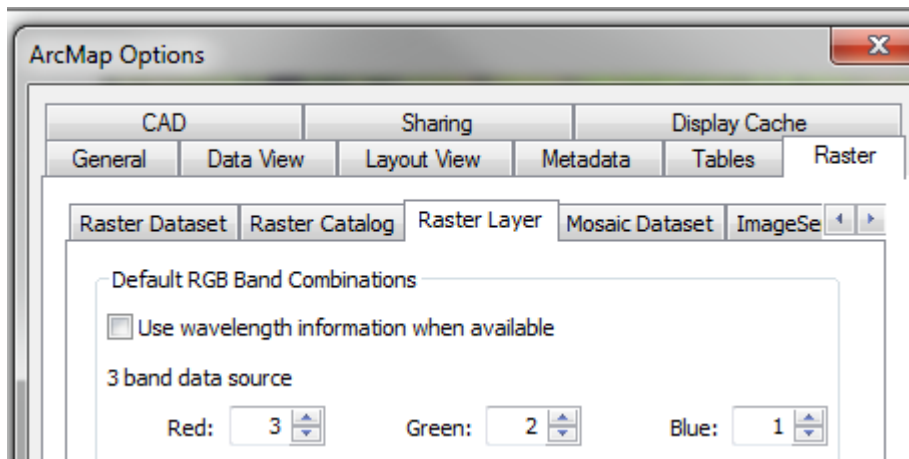 ArcMap Options
CAD Sharing Display Cache
General Data View Layout View Metadata Tables Raster
Raster Dataset Raster Catalog Raster Layer Mosaic Dataset ImageSe
Default RGB Band Combinations
Use wavelength information when available
3 band data source
Red: 3 Green: 2 Blue: 1